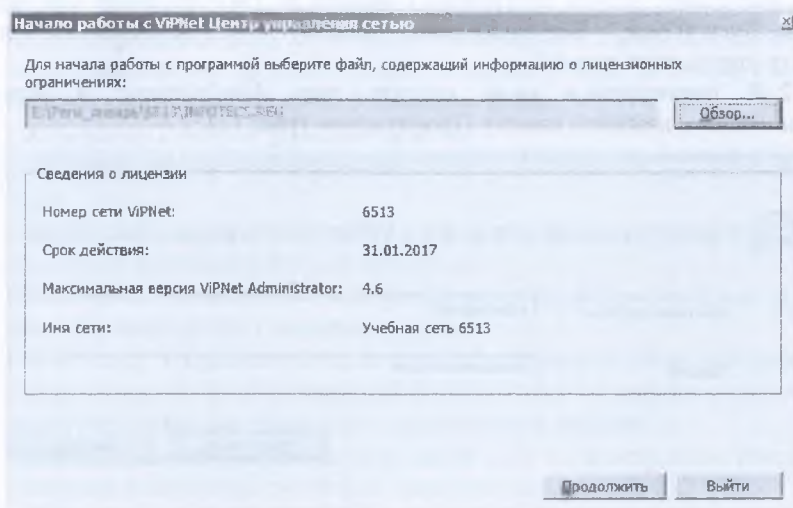 Начало работы с ViPNet Центр управления сетью
Для начала работы с программой выберите файл, содержащий информацию о лицензионных
ограничениях:
Обзор...
Сведения о лицензии
Номер сети ViPNet: 6513
Срок действия: 31.01.2017
Максимальная версия ViPNet Administrator: 4.6
Имя сети: Учебная сеть 6513
Продолжить Выйти